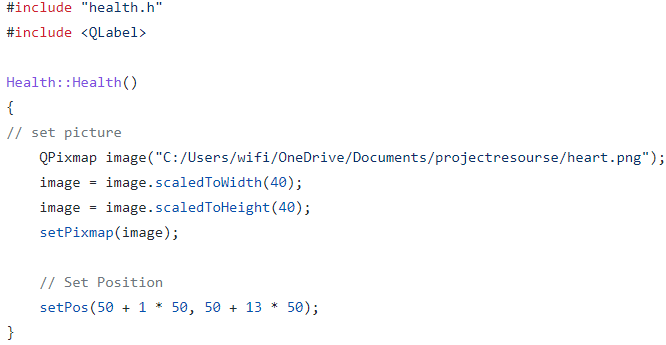 #include "health.h"
#include <QLabel>
Health::Health()
{
// set picture
QPixmap image("C:/Users/wifi/OneDrive/Documents/projectresourse/heart.png");
image = image.scaledToWidth(40);
image = image.scaledToHeight(40);
setPixmap(image);
// Set Position
setPos(50 + 1 * 50, 50 + 13 * 50);
}